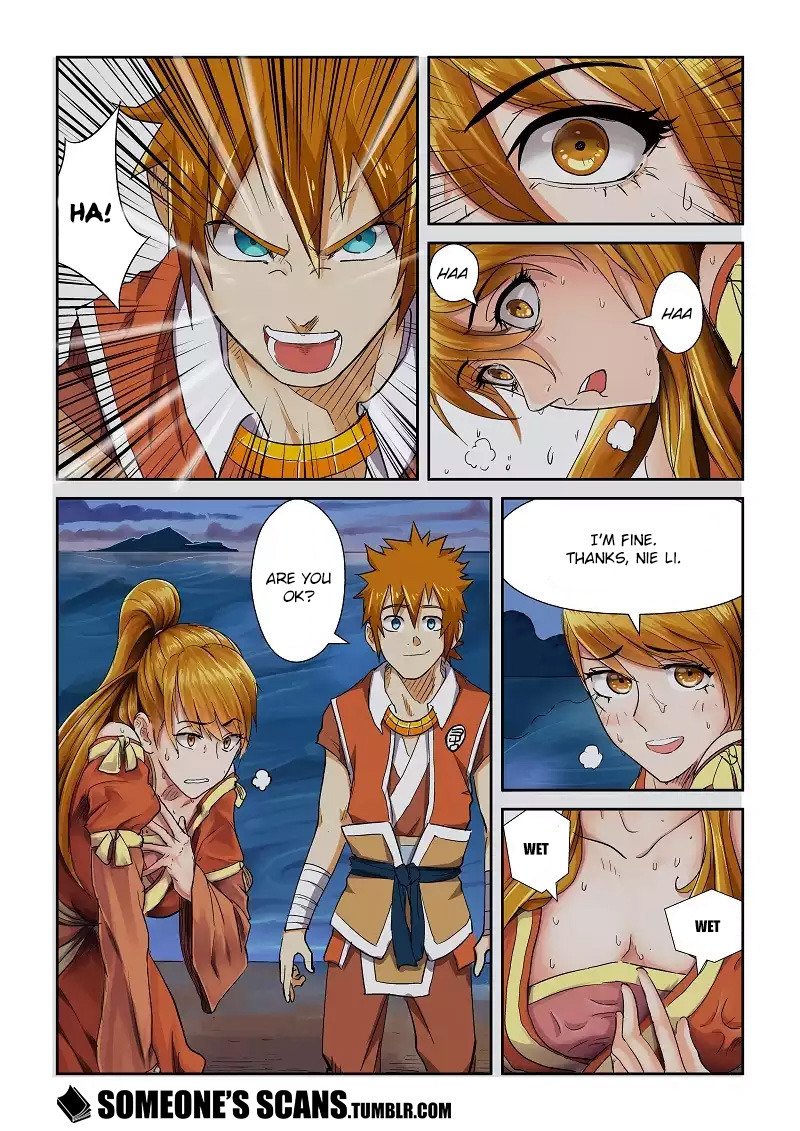 HA!
HAA
HAA
ARE YOU
OK?
I'M FINE.
THANKS, NIE LI.
WET
WET
SOMEONE'S SCANS.TUMBLR.COM